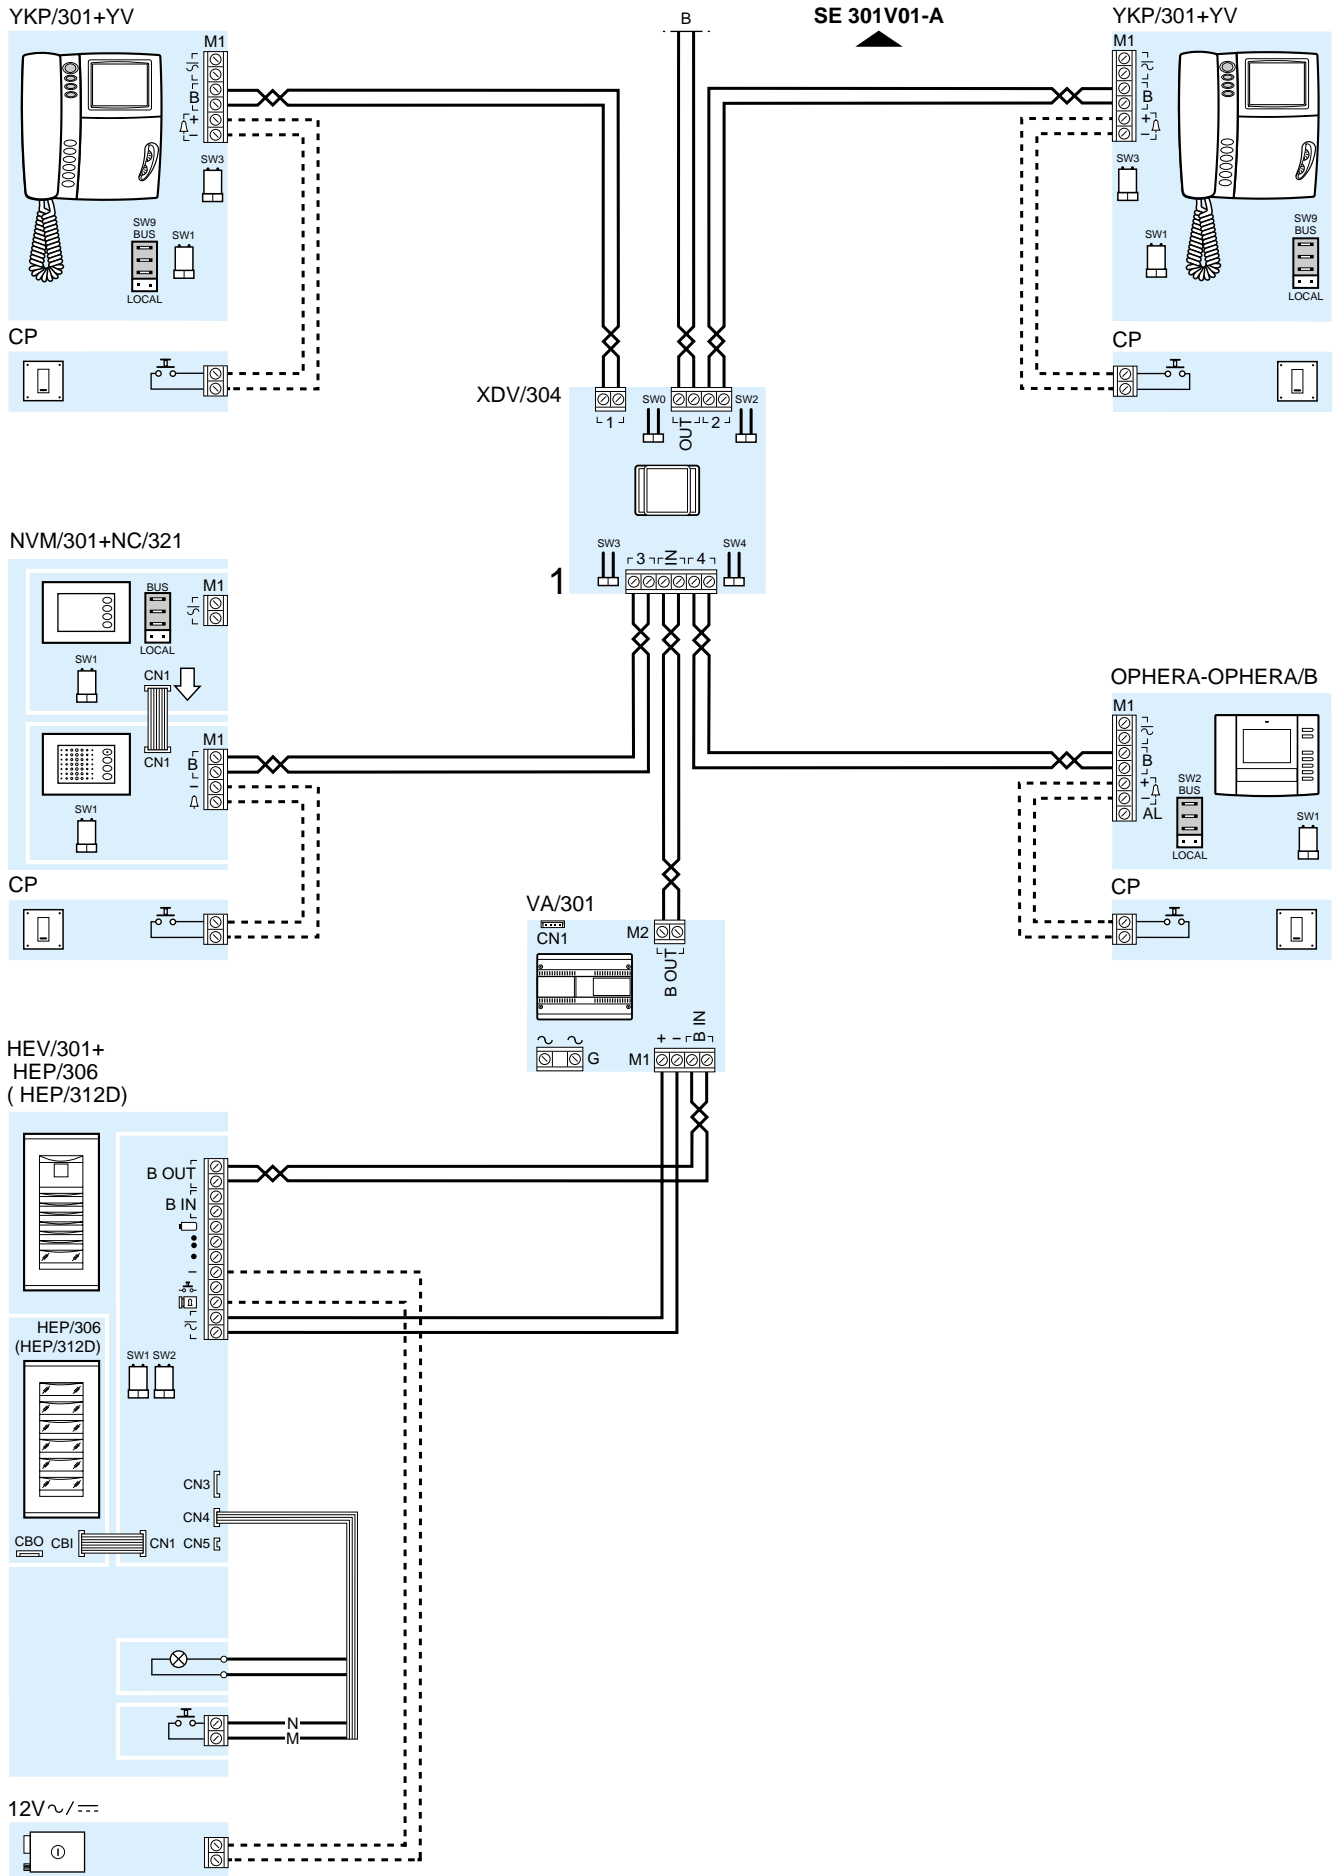 YKP/301+YV
B
SE 301V01-A
YKP/301+YV
M1
B
+
−
SW3
SW9
BUS
SW1
LOCAL
CP
M1
B
+
−
SW3
SW1
SW9
BUS
LOCAL
CP
XDV/304
1
SW0
OUT
2
SW2
SW3
3
IN
4
SW4
1
NVM/301+NC/321
BUS
M1
LOCAL
SW1
CN1
CN1
M1
B
−
SW1
CP
OPHERA-OPHERA/B
M1
B
+
−
AL
SW2
BUS
LOCAL
SW1
CP
VA/301
CN1
M2
B OUT
B IN
+ −
G
M1
HEV/301+
HEP/306
( HEP/312D)
B OUT
B IN
−
HEP/306
(HEP/312D)
SW1 SW2
CN3
CN4
CBO CBI CN1 CN5
N
M
12V~/⎓